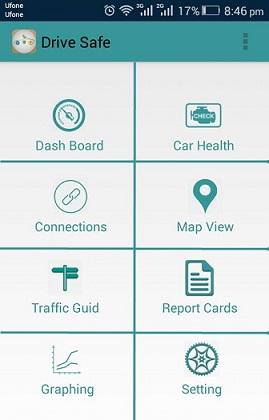 Ufone
Ufone
3G 2G 17% 8:46 pm
Drive Safe
Dash Board
CHECK
Car Health
Connections
Map View
Traffic Guid
Report Cards
Graphing
Setting